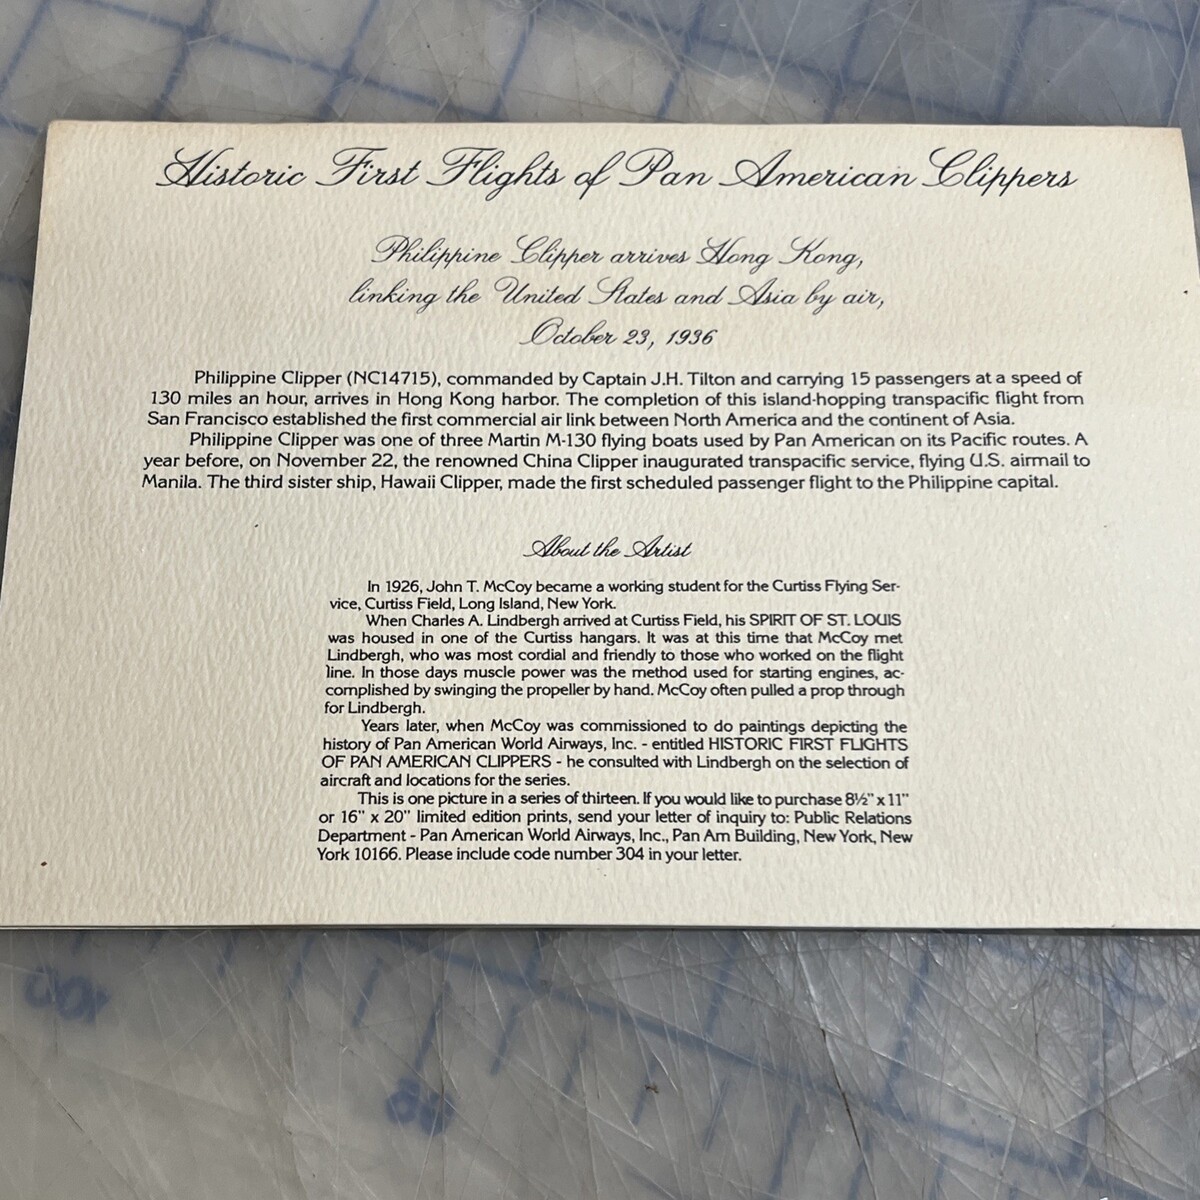 Historic First Flights of Pan American Clippers
Philippine Clipper arrives Hong Kong,
linking the United States and Asia by air,
October 23, 1936
Philippine Clipper (NC14715), commanded by Captain J.H. Tilton and carrying 15 passengers at a speed of
130 miles an hour, arrives in Hong Kong harbor. The completion of this island-hopping transpacific flight from
San Francisco established the first commercial air link between North America and the continent of Asia.
Philippine Clipper was one of three Martin M-130 flying boats used by Pan American on its Pacific routes. A
year before, on November 22, the renowned China Clipper inaugurated transpacific service, flying U.S. airmail to
Manila. The third sister ship, Hawaii Clipper, made the first scheduled passenger flight to the Philippine capital.
About the Artist
In 1926, John T. McCoy became a working student for the Curtiss Flying Ser-
vice, Curtiss Field, Long Island, New York.
When Charles A. Lindbergh arrived at Curtiss Field, his SPIRIT OF ST. LOUIS
was housed in one of the Curtiss hangars. It was at this time that McCoy met
Lindbergh, who was most cordial and friendly to those who worked on the flight
line. In those days muscle power was the method used for starting engines, ac-
complished by swinging the propeller by hand. McCoy often pulled a prop through
for Lindbergh.
Years later, when McCoy was commissioned to do paintings depicting the
history of Pan American World Airways, Inc. - entitled HISTORIC FIRST FLIGHTS
OF PAN AMERICAN CLIPPERS - he consulted with Lindbergh on the selection of
aircraft and locations for the series.
This is one picture in a series of thirteen. If you would like to purchase 8½" x 11"
or 16" x 20" limited edition prints, send your letter of inquiry to: Public Relations
Department - Pan American World Airways, Inc., Pan Am Building, New York, New
York 10166. Please include code number 304 in your letter.